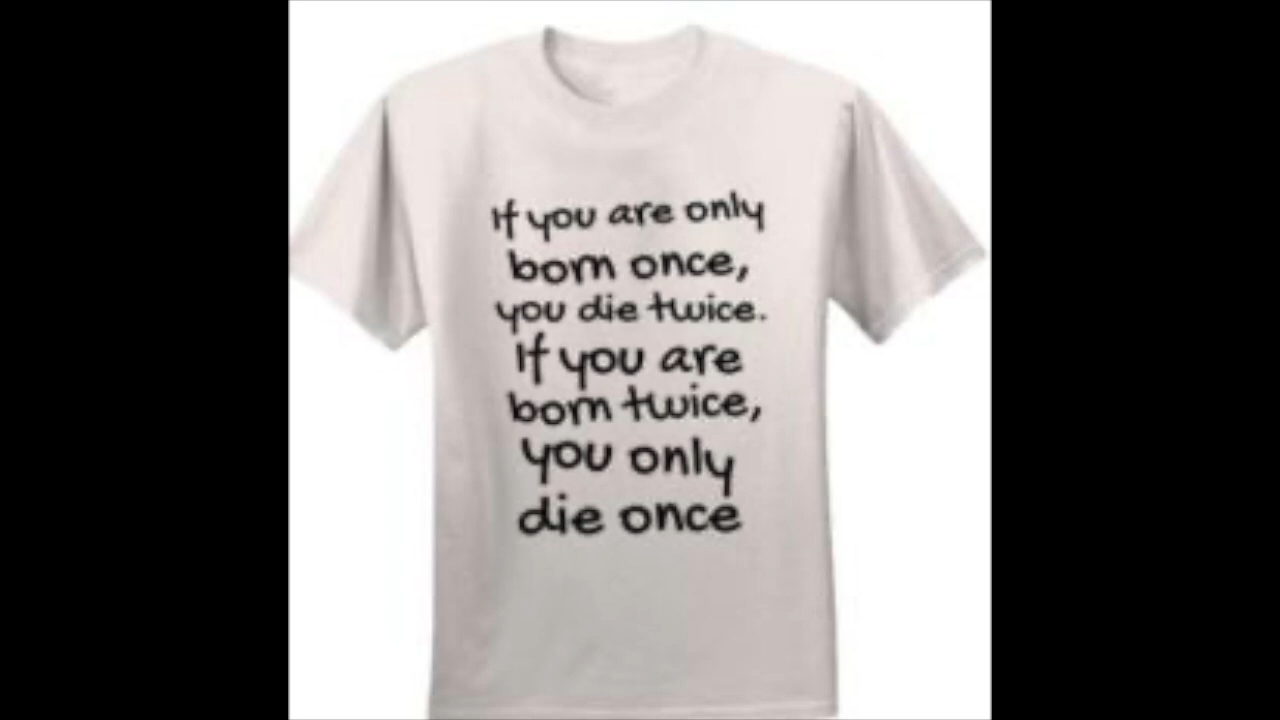 If you are only
born once,
you die twice.
If you are
born twice,
you only
die once